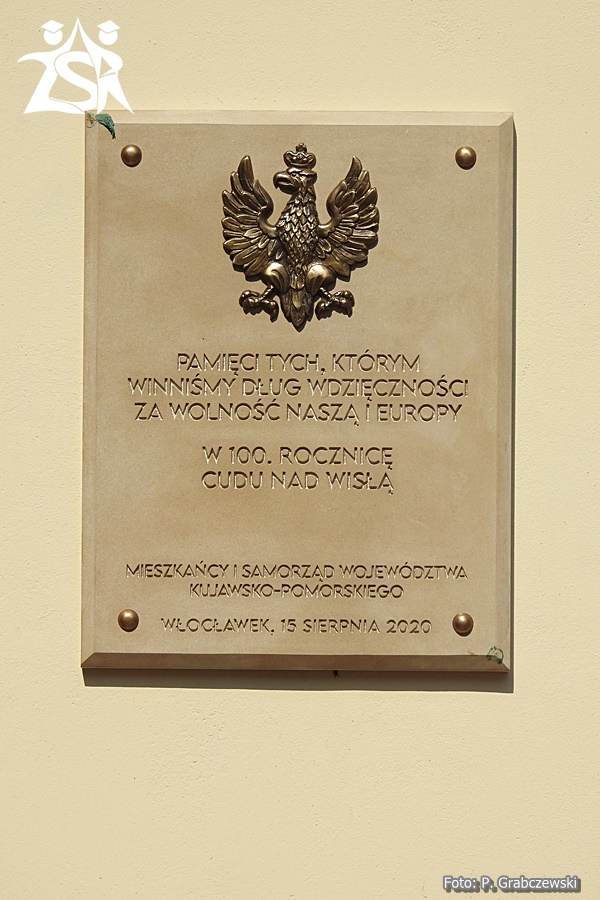 ZSR
PAMIĘCI TYCH, KTÓRYM
WINNIŚMY DŁUG WDZIĘCZNOŚCI
ZA WOLNOŚĆ NASZĄ I EUROPY
W 100. ROCZNICĘ
CUDU NAD WISŁĄ
MIESZKAŃCY I SAMORZĄD WOJEWÓDZTWA
KUJAWSKO-POMORSKIEGO
WŁOCŁAWEK, 15 SIERPNIA 2020
Foto: P. Grabczewski